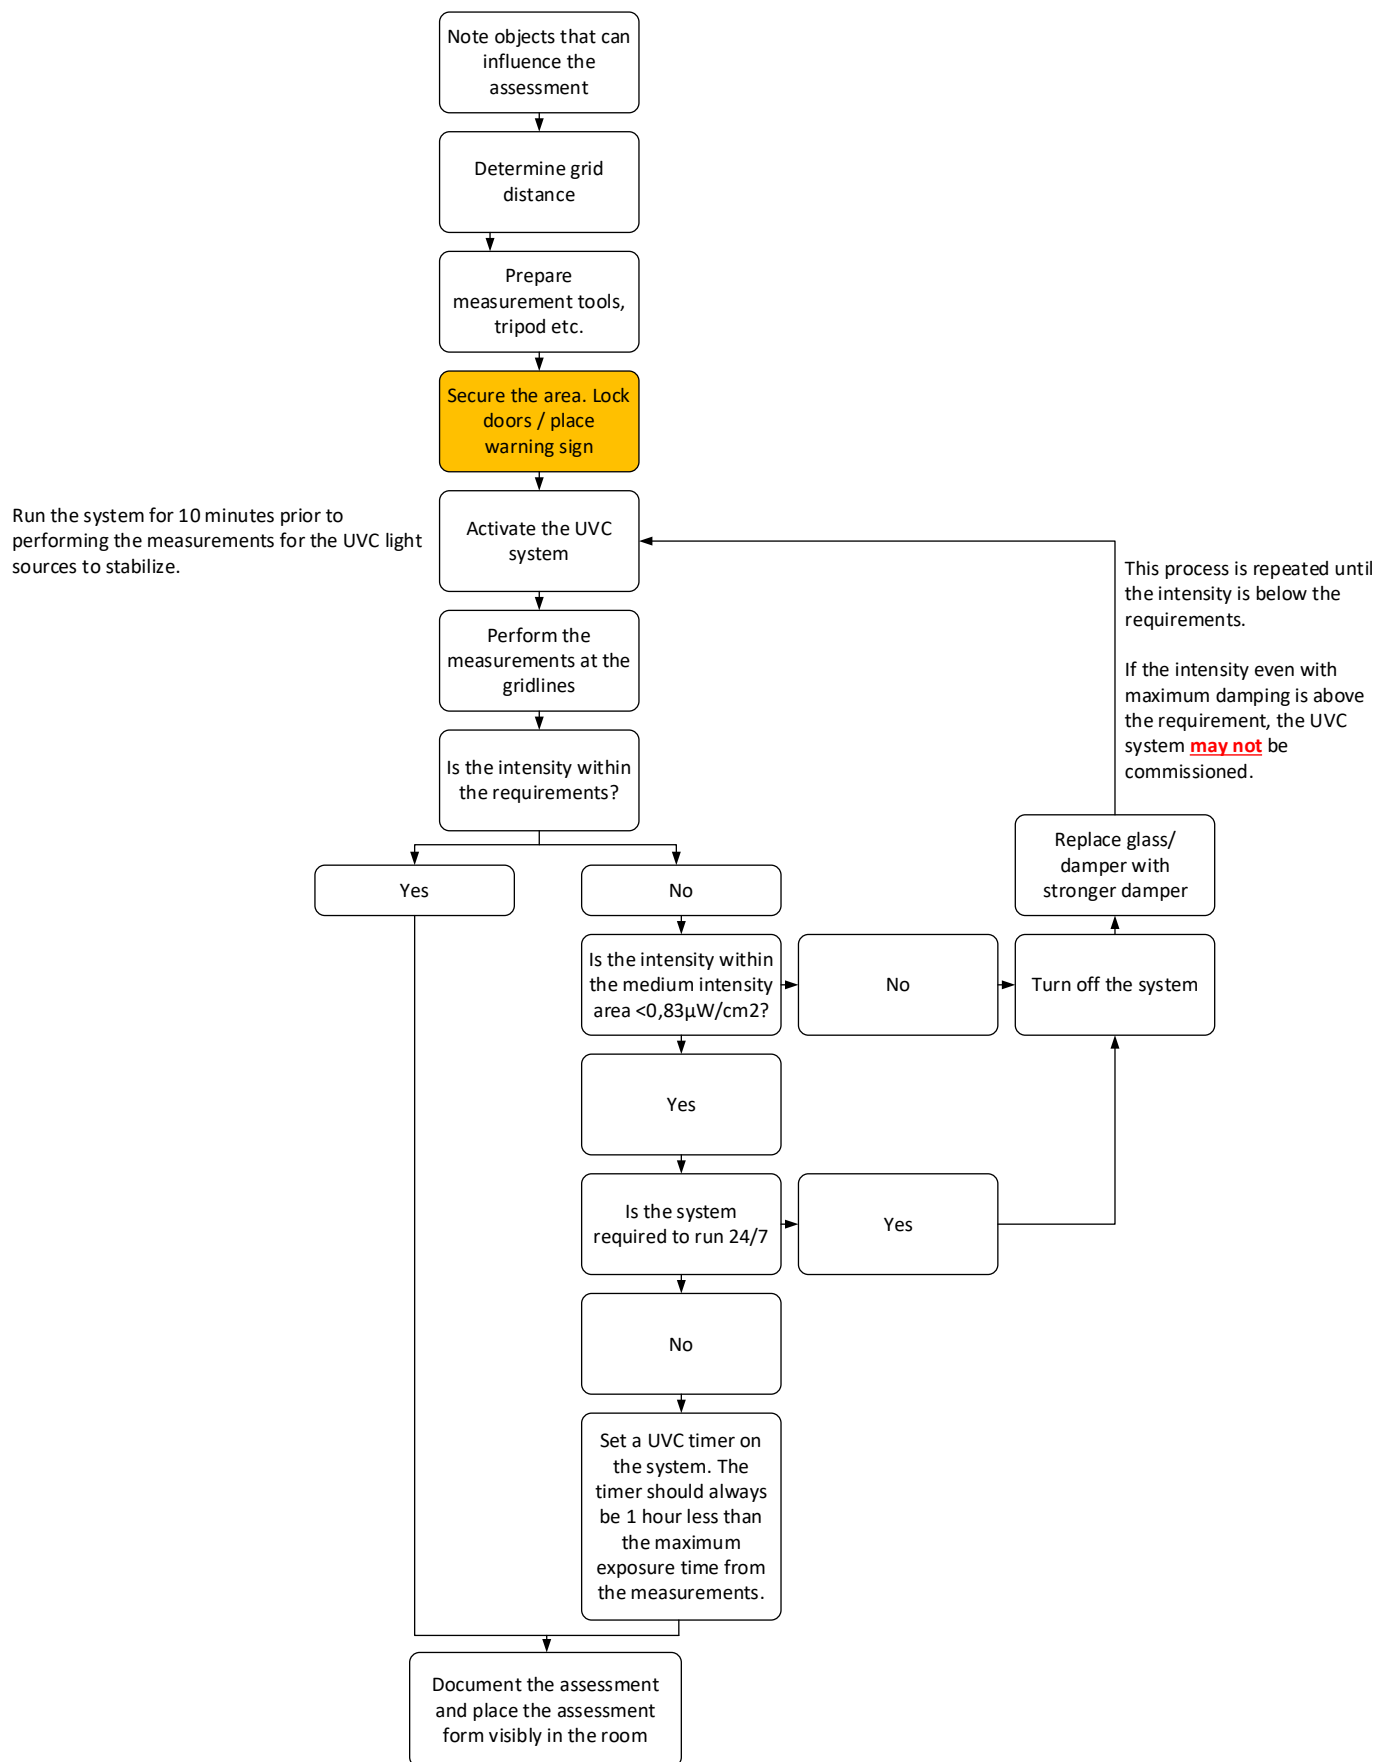 Note objects that can
influence the
assessment
Determine grid
distance
Prepare
measurement tools,
tripod etc.
Secure the area. Lock
doors / place
warning sign
Run the system for 10 minutes prior to
performing the measurements for the UVC light
sources to stabilize.
Activate the UVC
system
This process is repeated until
the intensity is below the
requirements.
If the intensity even with
maximum damping is above
the requirement, the UVC
system may not be
commissioned.
Perform the
measurements at the
gridlines
Is the intensity within
the requirements?
Replace glass/
damper with
stronger damper
Yes
No
Is the intensity within
the medium intensity
area <0,83µW/cm2?
No
Turn off the system
Yes
Is the system
required to run 24/7
Yes
No
Set a UVC timer on
the system. The
timer should always
be 1 hour less than
the maximum
exposure time from
the measurements.
Document the assessment
and place the assessment
form visibly in the room